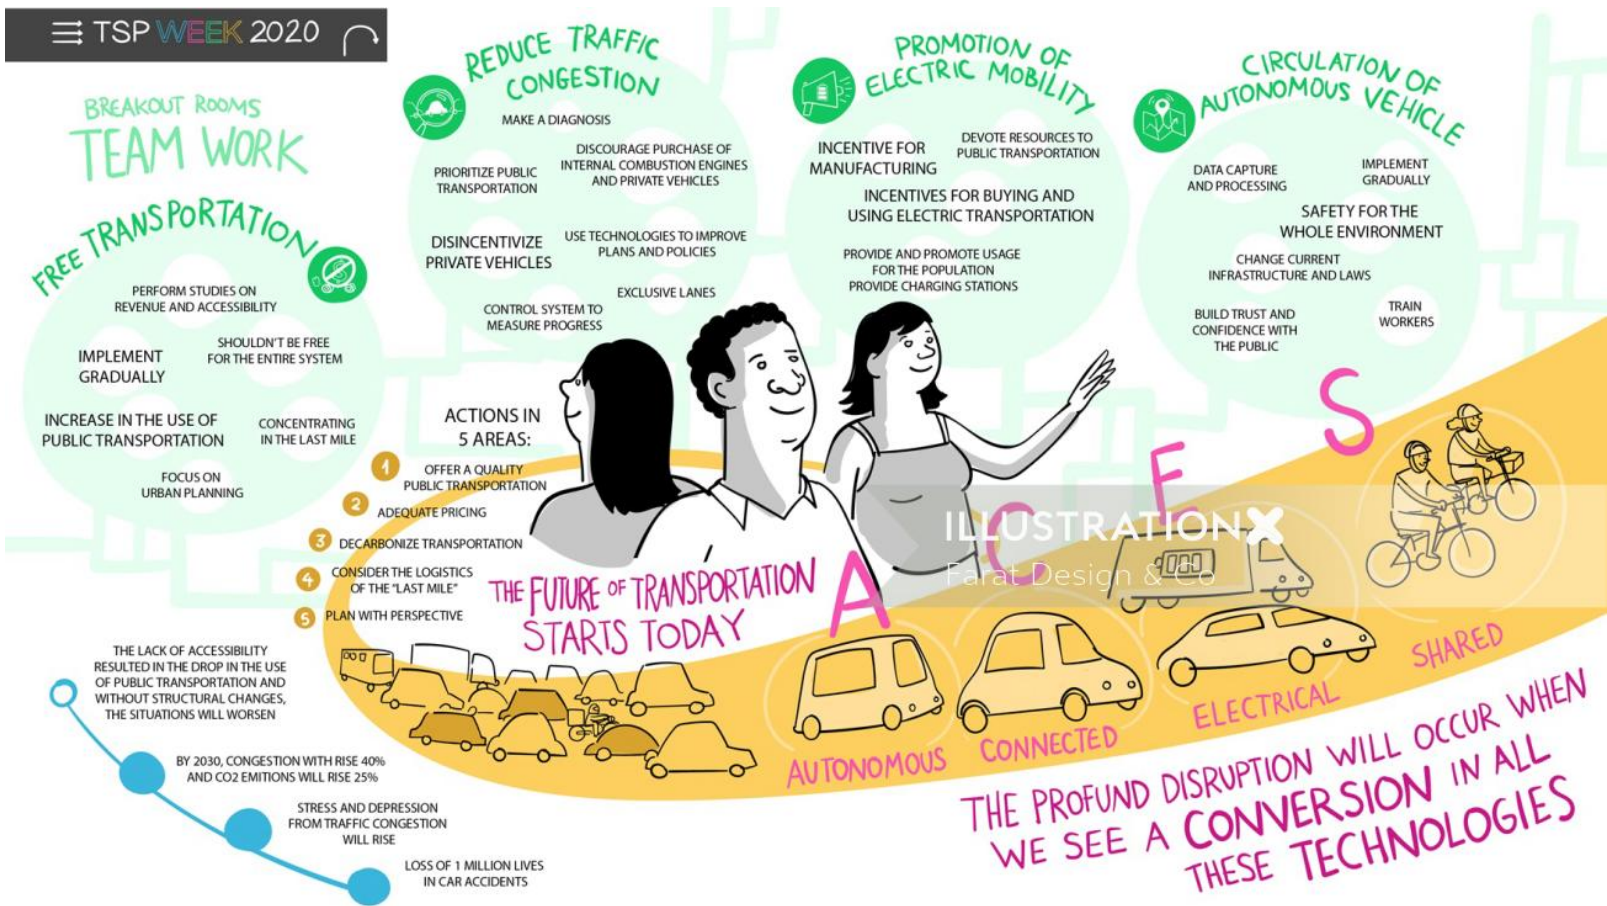 TSP WEEK 2020
BREAKOUT ROOMS
TEAM WORK
FREE TRANSPORTATION
PERFORM STUDIES ON
REVENUE AND ACCESSIBILITY
SHOULDN'T BE FREE
FOR THE ENTIRE SYSTEM
IMPLEMENT
GRADUALLY
INCREASE IN THE USE OF
PUBLIC TRANSPORTATION
CONCENTRATING
IN THE LAST MILE
FOCUS ON
URBAN PLANNING
REDUCE TRAFFIC
CONGESTION
MAKE A DIAGNOSIS
DISCOURAGE PURCHASE OF
INTERNAL COMBUSTION ENGINES
AND PRIVATE VEHICLES
PRIORITIZE PUBLIC
TRANSPORTATION
DISINCENTIVIZE
PRIVATE VEHICLES
USE TECHNOLOGIES TO IMPROVE
PLANS AND POLICIES
EXCLUSIVE LANES
CONTROL SYSTEM TO
MEASURE PROGRESS
PROMOTION OF
ELECTRIC MOBILITY
INCENTIVE FOR
MANUFACTURING
DEVOTE RESOURCES TO
PUBLIC TRANSPORTATION
INCENTIVES FOR BUYING AND
USING ELECTRIC TRANSPORTATION
PROVIDE AND PROMOTE USAGE
FOR THE POPULATION
PROVIDE CHARGING STATIONS
CIRCULATION OF
AUTONOMOUS VEHICLE
DATA CAPTURE
AND PROCESSING
IMPLEMENT
GRADUALLY
SAFETY FOR THE
WHOLE ENVIRONMENT
CHANGE CURRENT
INFRASTRUCTURE AND LAWS
BUILD TRUST AND
CONFIDENCE WITH
THE PUBLIC
TRAIN
WORKERS
ACTIONS IN
5 AREAS:
1 OFFER A QUALITY
PUBLIC TRANSPORTATION
2 ADEQUATE PRICING
3 DECARBONIZE TRANSPORTATION
4 CONSIDER THE LOGISTICS
OF THE "LAST MILE"
5 PLAN WITH PERSPECTIVE
THE FUTURE OF TRANSPORTATION
STARTS TODAY
A C E S
ILLUSTRATIONX
Farat Design & Co
AUTONOMOUS
CONNECTED
ELECTRICAL
SHARED
THE LACK OF ACCESSIBILITY
RESULTED IN THE DROP IN THE USE
OF PUBLIC TRANSPORTATION AND
WITHOUT STRUCTURAL CHANGES,
THE SITUATIONS WILL WORSEN
BY 2030, CONGESTION WITH RISE 40%
AND CO2 EMITIONS WILL RISE 25%
STRESS AND DEPRESSION
FROM TRAFFIC CONGESTION
WILL RISE
LOSS OF 1 MILLION LIVES
IN CAR ACCIDENTS
THE PROFUND DISRUPTION WILL OCCUR WHEN
WE SEE A CONVERSION IN ALL
THESE TECHNOLOGIES